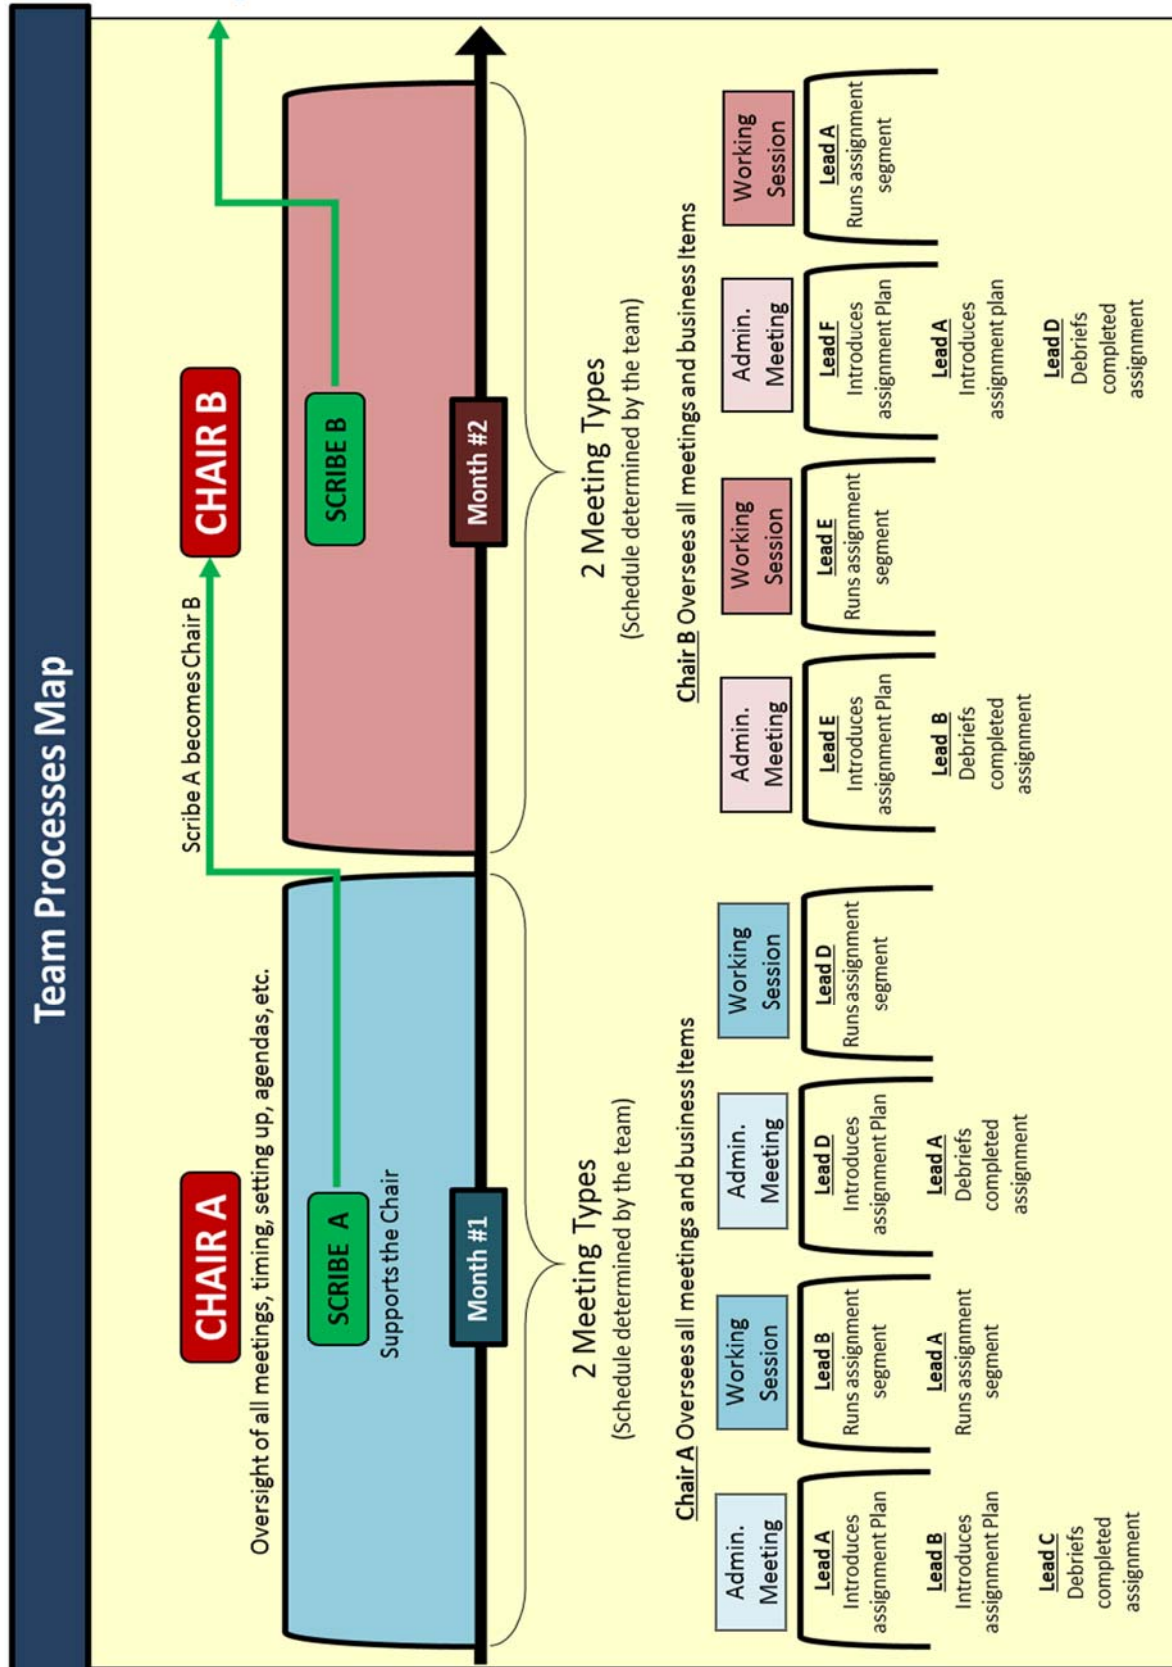 Team Processes Map
CHAIR A
Oversight of all meetings, timing, setting up, agendas, etc.
SCRIBE A
Supports the Chair
Month #1
Scribe A becomes Chair B
CHAIR B
SCRIBE B
Month #2
2 Meeting Types
(Schedule determined by the team)
Chair A Oversees all meetings and business Items
Admin.
Meeting
Lead A
Introduces
assignment Plan
Lead B
Introduces
assignment Plan
Lead C
Debriefs
completed
assignment
Working
Session
Lead B
Runs assignment
segment
Lead A
Runs assignment
segment
Admin.
Meeting
Lead D
Introduces
assignment Plan
Lead A
Debriefs
completed
assignment
Working
Session
Lead D
Runs assignment
segment
2 Meeting Types
(Schedule determined by the team)
Chair B Oversees all meetings and business Items
Admin.
Meeting
Lead E
Introduces
assignment Plan
Lead B
Debriefs
completed
assignment
Working
Session
Lead E
Runs assignment
segment
Admin.
Meeting
Lead F
Introduces
assignment Plan
Lead A
Introduces
assignment plan
Lead D
Debriefs
completed
assignment
Working
Session
Lead A
Runs assignment
segment